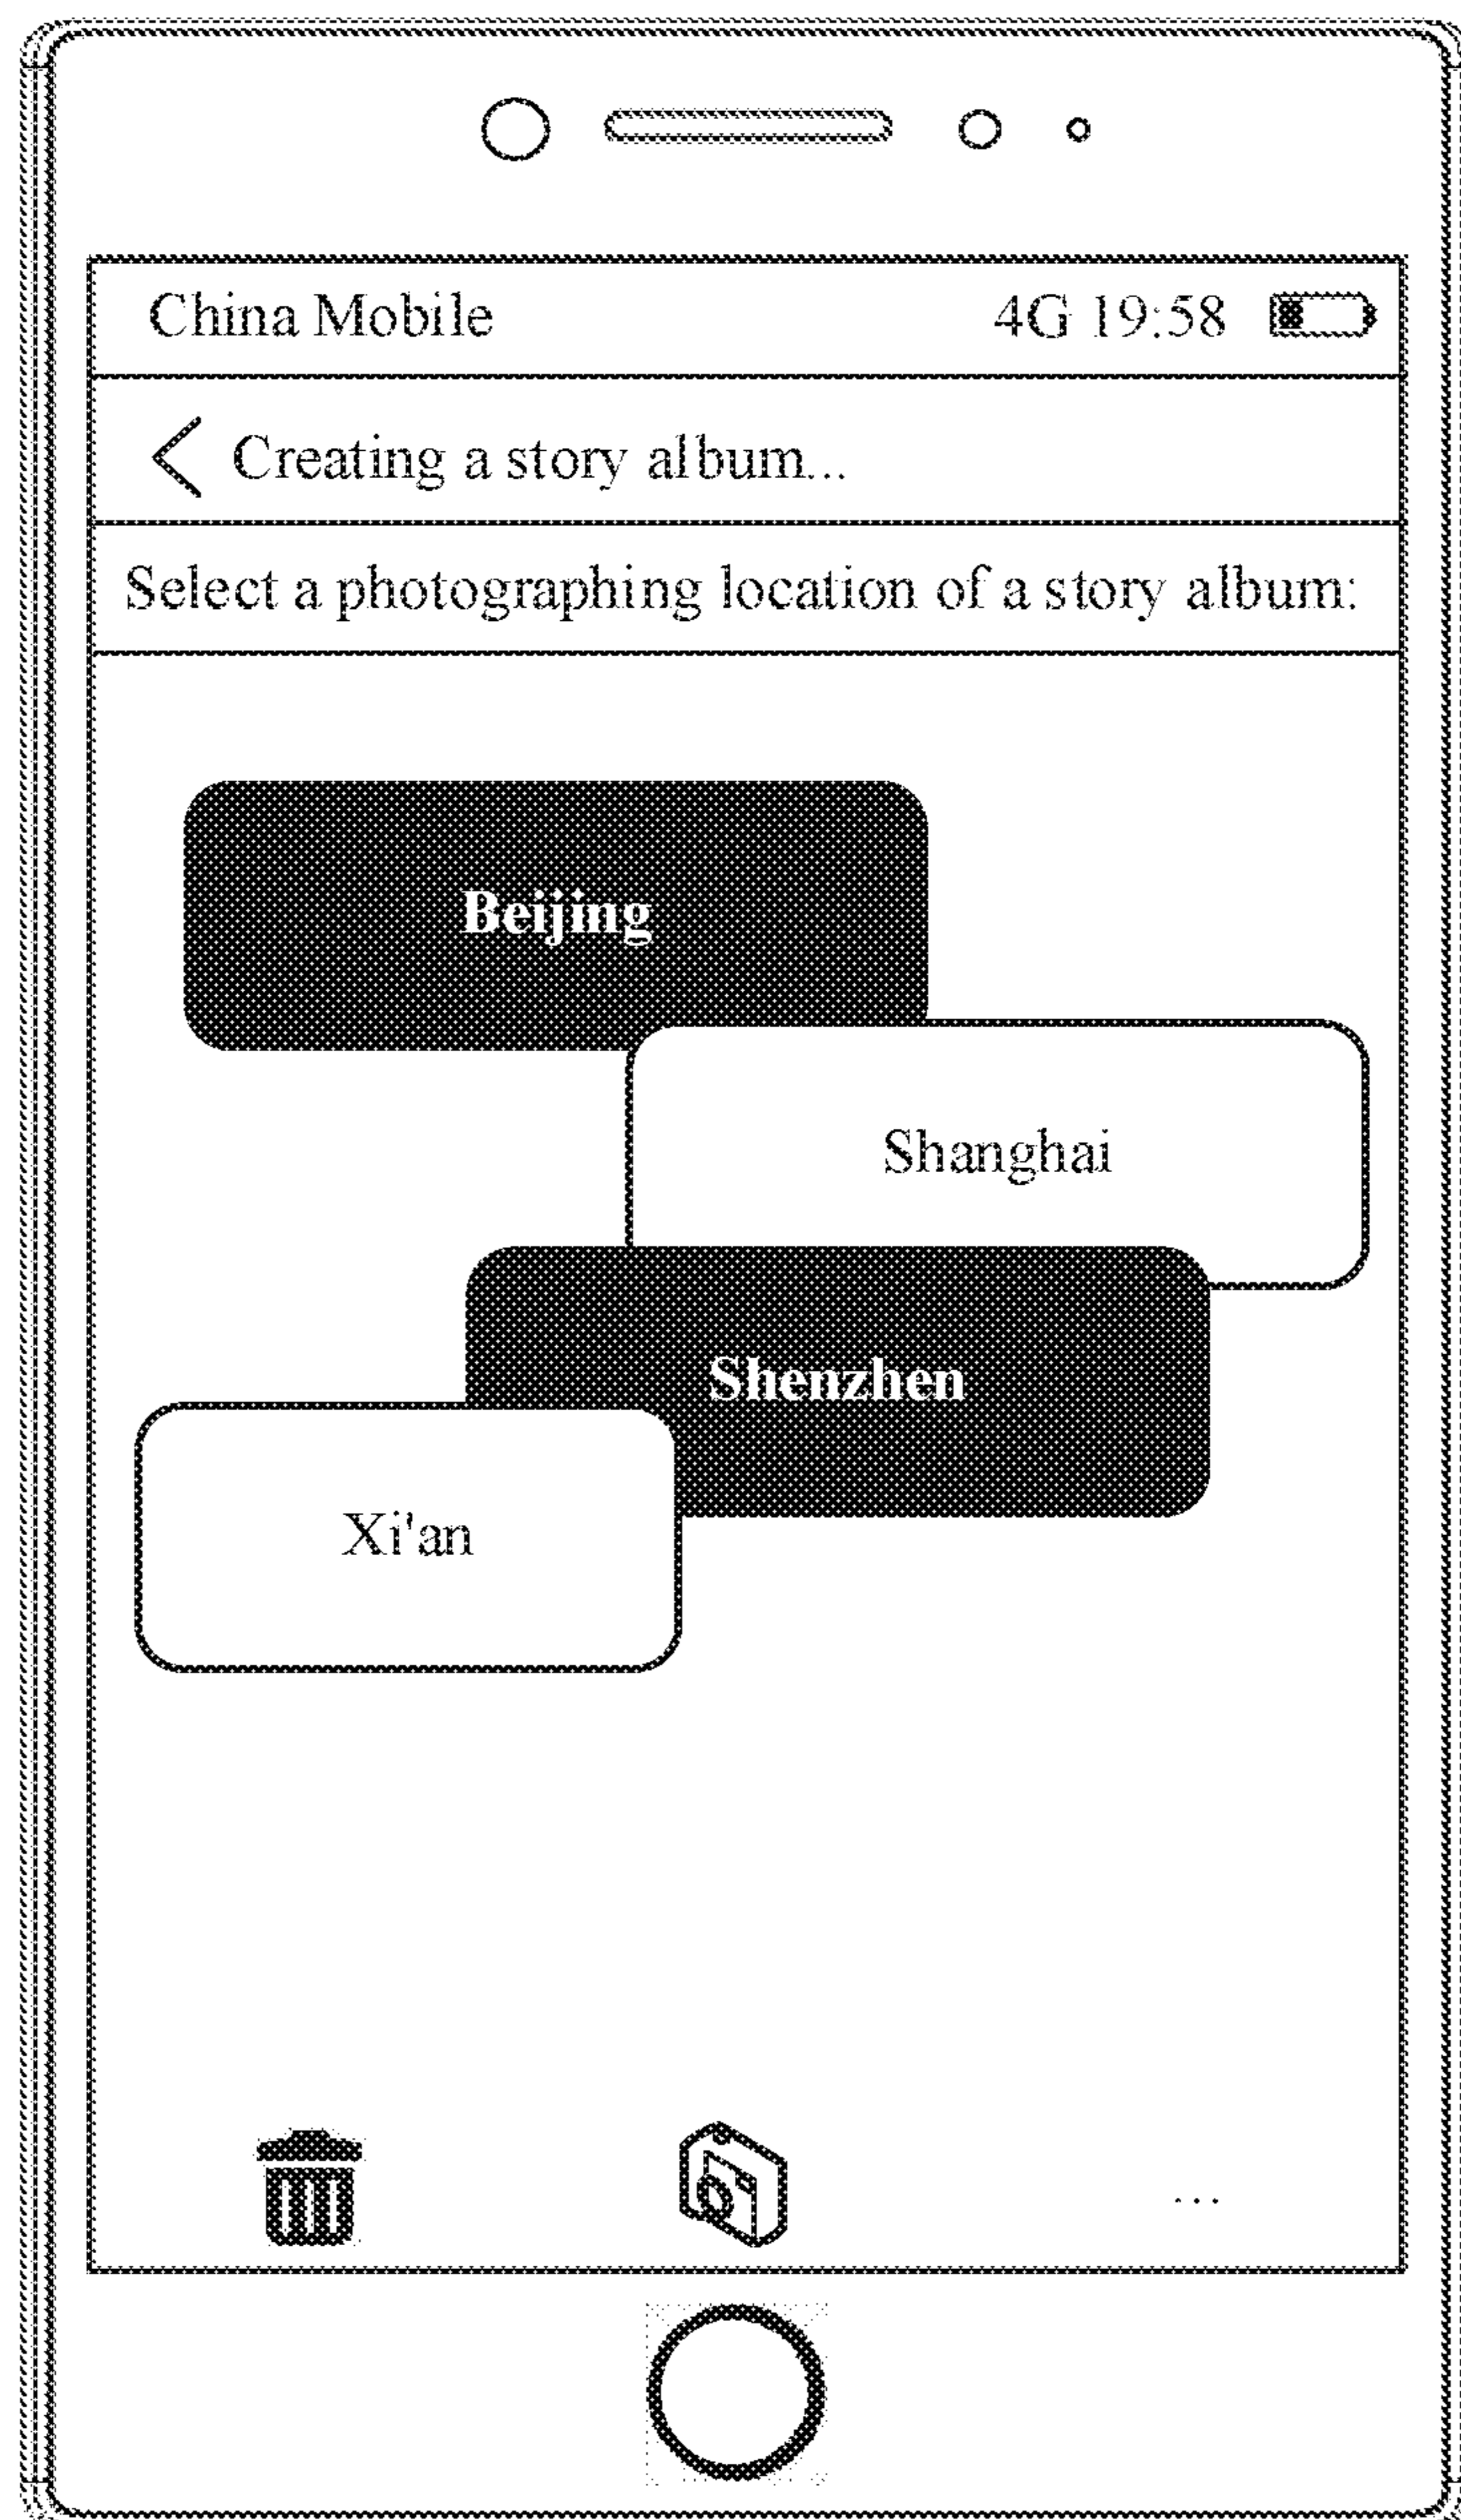 China Mobile 4G 19:58
Creating a story album...
Select a photographing location of a story album:
Beijing
Shanghai
Shenzhen
Xi'an
...